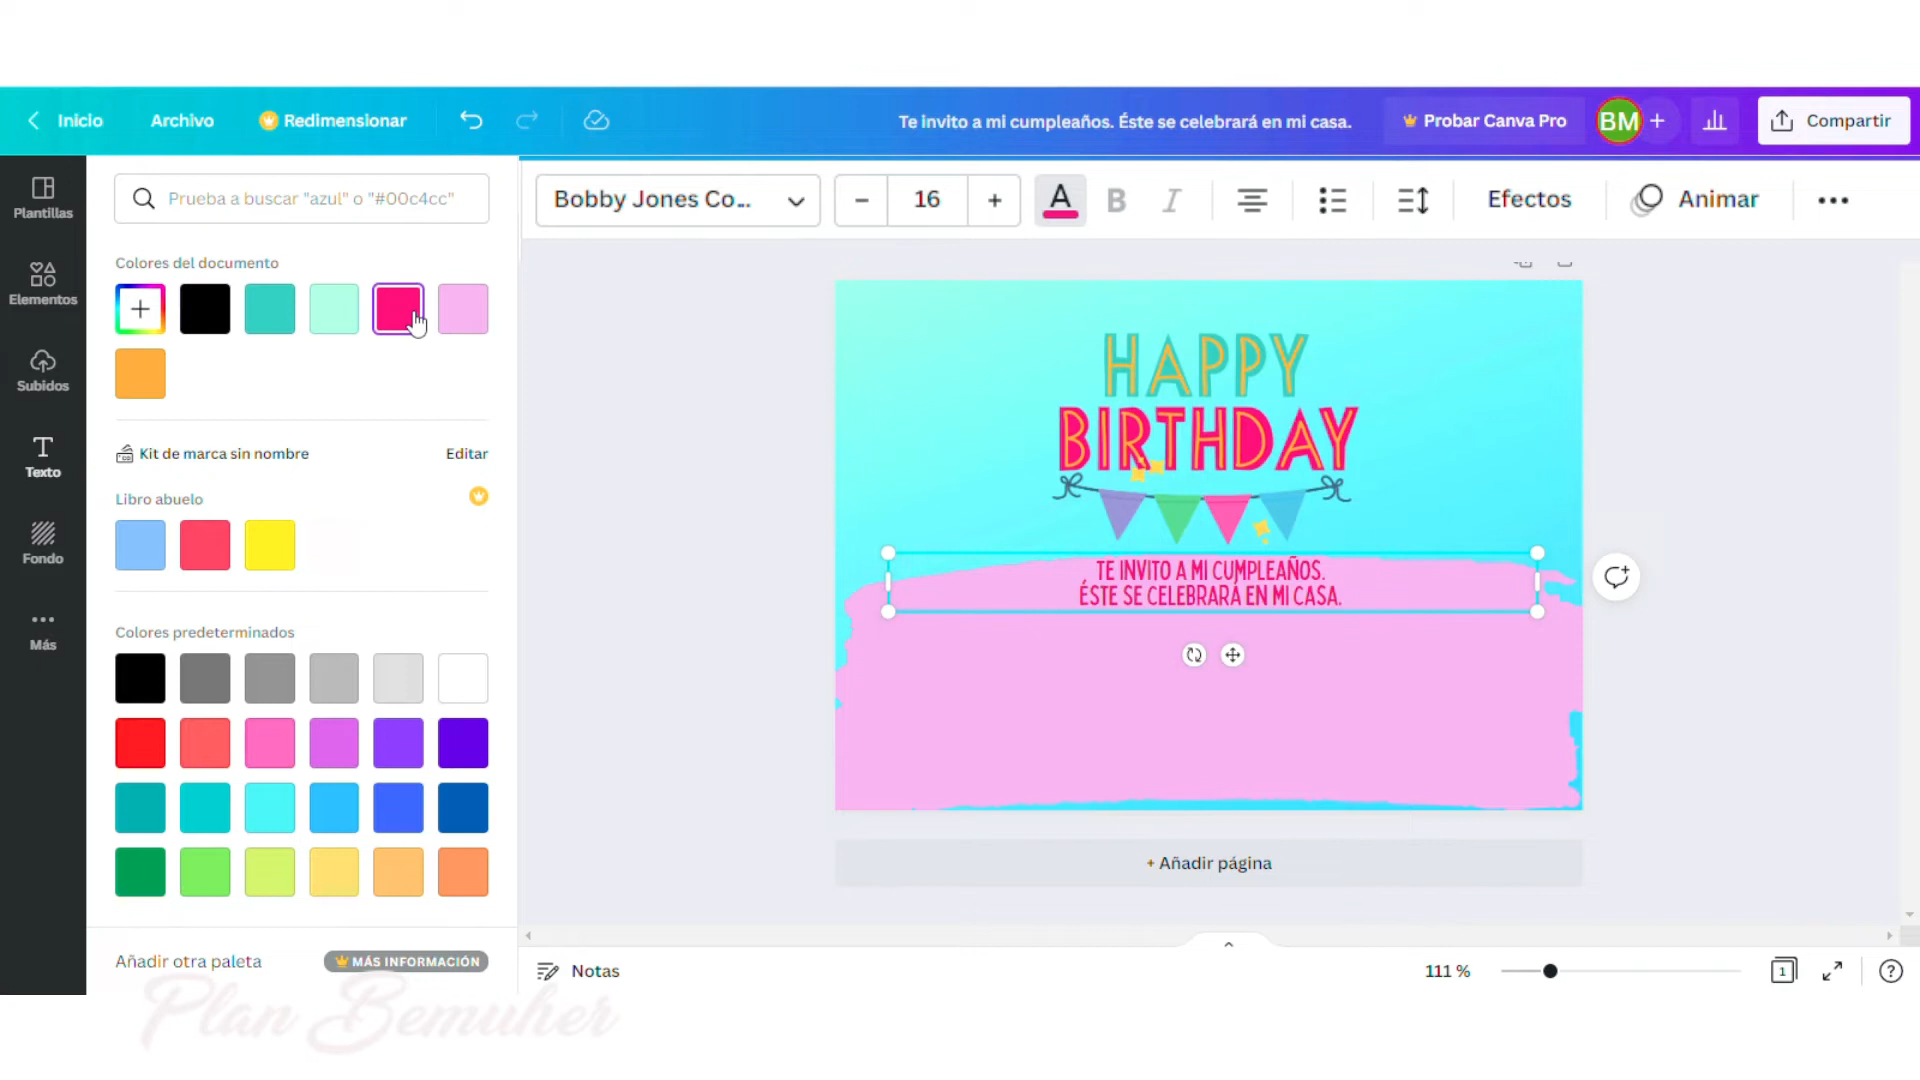 Inicio
Archivo
Redimensionar
Te invito a mi cumpleaños. Éste se celebrará en mi casa.
Probar Canva Pro
BM
+
Compartir
Plantillas
Elementos
Subidos
Texto
Fondo
Más
Prueba a buscar "azul" o "#00c4cc"
Colores del documento
+
Kit de marca sin nombre
Editar
Libro abuelo
Colores predeterminados
Añadir otra paleta
MÁS INFORMACIÓN
Bobby Jones Co...
− 16 +
A B I
Efectos
Animar
HAPPY
BIRTHDAY
TE INVITO A MI CUMPLEAÑOS.
ÉSTE SE CELEBRARÁ EN MI CASA.
+ Añadir página
Notas
111 %
1
?
Plan Bemuher